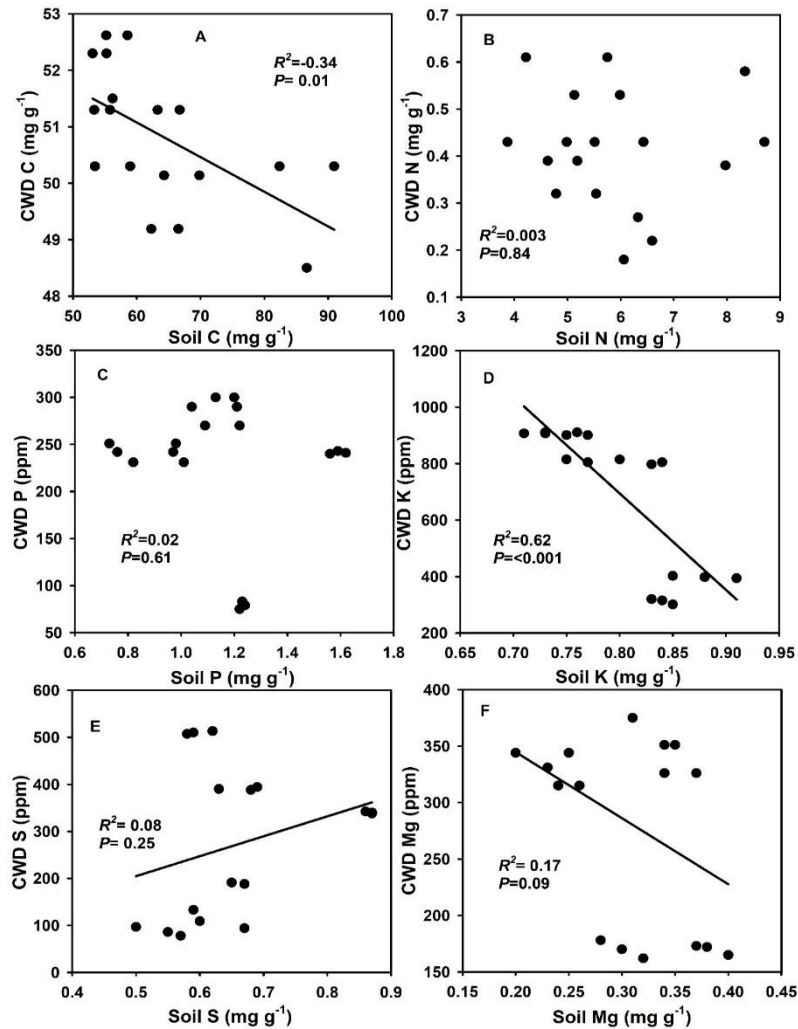 A
R²=-0.34
P= 0.01
CWD C (mg g⁻¹)
53
52
51
50
49
48
50 60 70 80 90 100
Soil C (mg g⁻¹)
B
R²=0.003
P=0.84
CWD N (mg g⁻¹)
0.7
0.6
0.5
0.4
0.3
0.2
0.1
3 4 5 6 7 8 9
Soil N (mg g⁻¹)
C
R²=0.02
P=0.61
CWD P (ppm)
350
300
250
200
150
100
50
0.6 0.8 1.0 1.2 1.4 1.6 1.8
Soil P (mg g⁻¹)
D
R²=0.62
P=<0.001
CWD K (ppm)
1200
1000
800
600
400
200
0.65 0.70 0.75 0.80 0.85 0.90 0.95
Soil K (mg g⁻¹)
E
R²= 0.08
P= 0.25
CWD S (ppm)
600
500
400
300
200
100
0
0.4 0.5 0.6 0.7 0.8 0.9
Soil S (mg g⁻¹)
F
R²= 0.17
P=0.09
CWD Mg (ppm)
400
350
300
250
200
150
0.15 0.20 0.25 0.30 0.35 0.40 0.45
Soil Mg (mg g⁻¹)